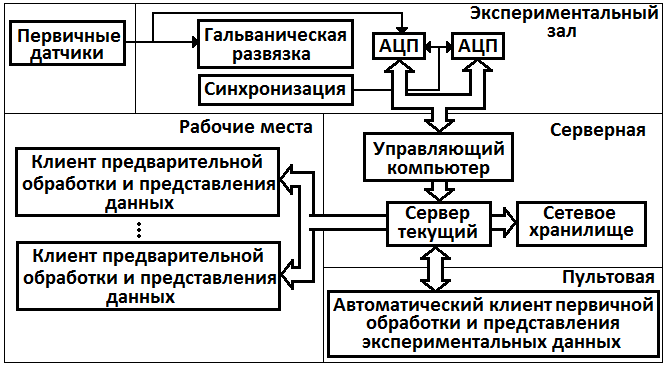 Экспериментальный
зал
Первичные
датчики
Гальваническая
развязка
АЦП
АЦП
Синхронизация
Рабочие места
Серверная
Клиент предварительной
обработки и представления
данных
Управляющий
компьютер
Сервер
текущий
Сетевое
хранилище
Клиент предварительной
обработки и представления
данных
Пультовая
Автоматический клиент первичной
обработки и представления
экспериментальных данных